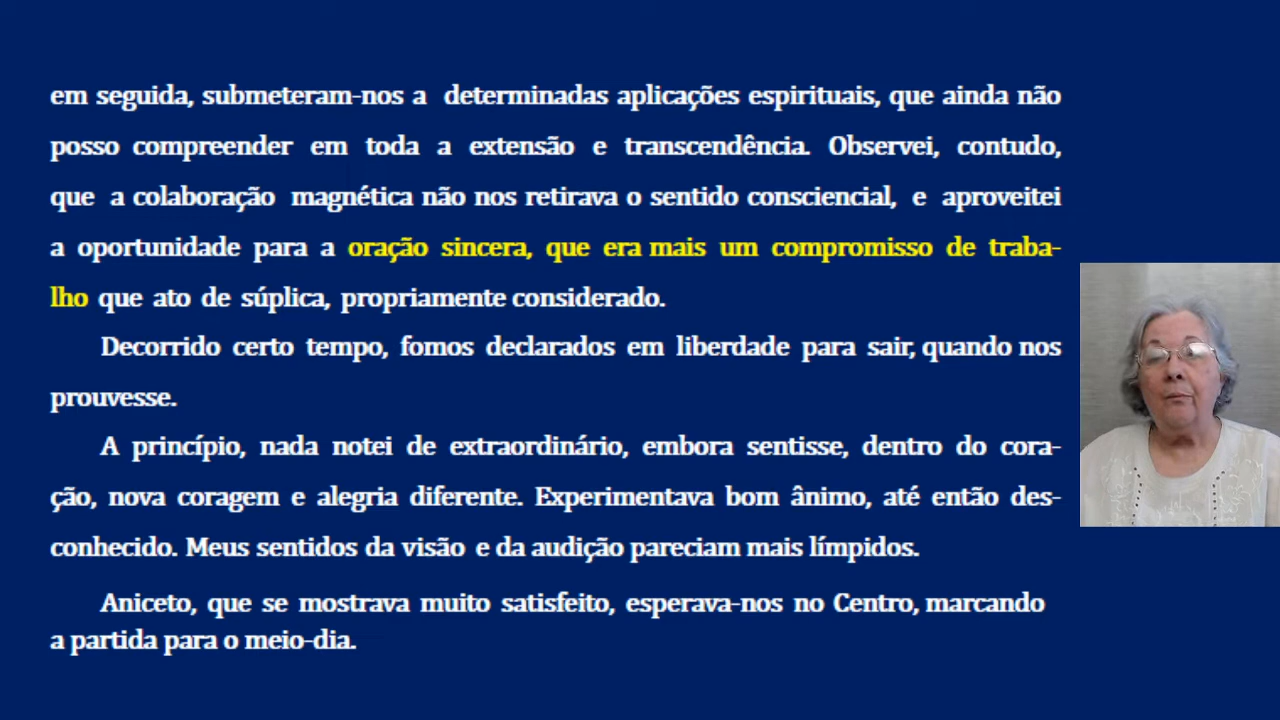 em seguida, submeteram-nos a determinadas aplicações espirituais, que ainda não
posso compreender em toda a extensão e transcendência. Observei, contudo,
que a colaboração magnética não nos retirava o sentido consciencial, e aproveitei
a oportunidade para a oração sincera, que era mais um compromisso de traba-
lho que ato de súplica, propriamente considerado.
Decorrido certo tempo, fomos declarados em liberdade para sair, quando nos
prouvesse.
A princípio, nada notei de extraordinário, embora sentisse, dentro do cora-
ção, nova coragem e alegria diferente. Experimentava bom ânimo, até então des-
conhecido. Meus sentidos da visão e da audição pareciam mais límpidos.
Aniceto, que se mostrava muito satisfeito, esperava-nos no Centro, marcando
a partida para o meio-dia.